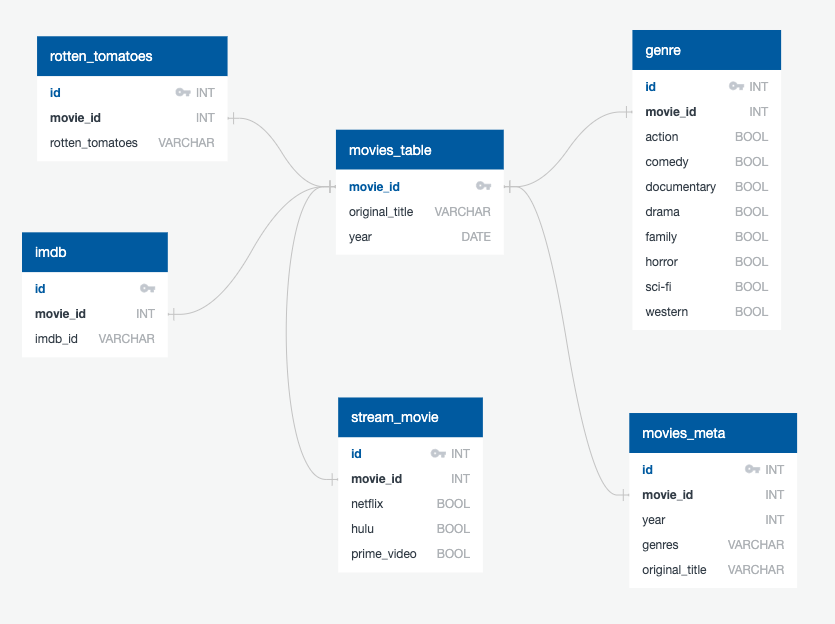 rotten_tomatoes
id INT
movie_id INT
rotten_tomatoes VARCHAR
imdb
id
movie_id INT
imdb_id VARCHAR
movies_table
movie_id
original_title VARCHAR
year DATE
stream_movie
id INT
movie_id INT
netflix BOOL
hulu BOOL
prime_video BOOL
genre
id INT
movie_id INT
action BOOL
comedy BOOL
documentary BOOL
drama BOOL
family BOOL
horror BOOL
sci-fi BOOL
western BOOL
movies_meta
id INT
movie_id INT
year INT
genres VARCHAR
original_title VARCHAR